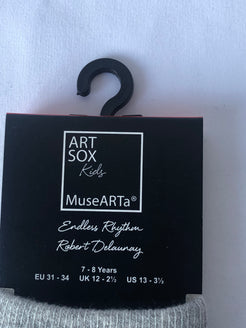 ART
SOX
Kids
MuseARTa®
Endless Rhythm
Robert Delaunay
7 - 8 Years
EU 31 - 34 UK 12 - 2½ US 13 - 3½